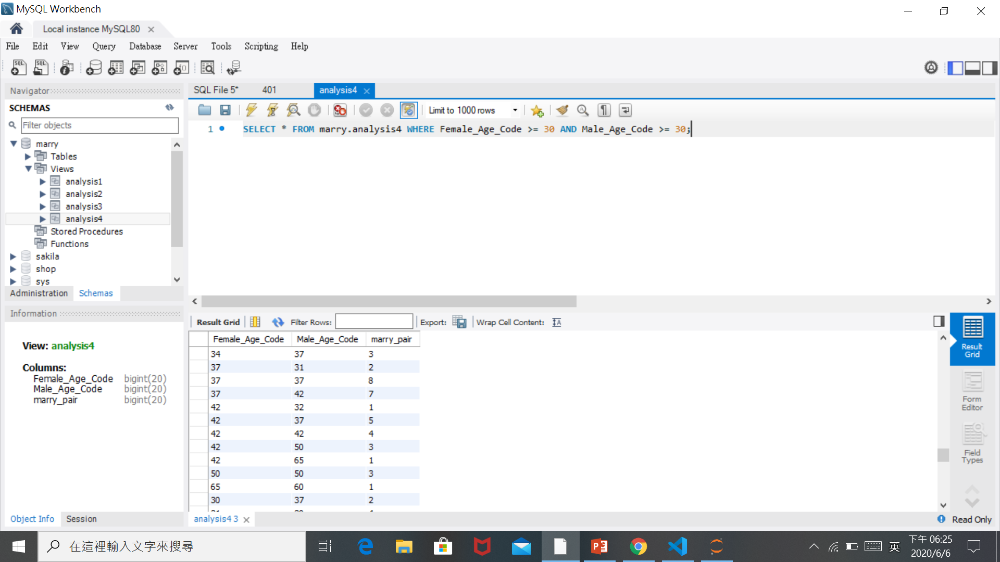 MySQL Workbench
Local instance MySQL80
File Edit View Query Database Server Tools Scripting Help
Navigator
SCHEMAS
Filter objects
marry
Tables
Views
analysis1
analysis2
analysis3
analysis4
Stored Procedures
Functions
sakila
shop
sys
Administration Schemas
Information
View: analysis4
Columns:
Female_Age_Code bigint(20)
Male_Age_Code bigint(20)
marry_pair bigint(20)
Object Info Session
SQL File 5* 401 analysis4
Limit to 1000 rows
1 SELECT * FROM marry.analysis4 WHERE Female_Age_Code >= 30 AND Male_Age_Code >= 30;
Result Grid Filter Rows: Export: Wrap Cell Content:
Female_Age_Code Male_Age_Code marry_pair
34 37 3
37 31 2
37 37 8
37 42 7
42 32 1
42 37 5
42 42 4
42 50 3
42 65 1
50 50 3
65 60 1
30 37 2
Result
Grid
Form
Editor
Field
Types
analysis4 3
Read Only
在這裡輸入文字來搜尋
英
下午 06:25
2020/6/6